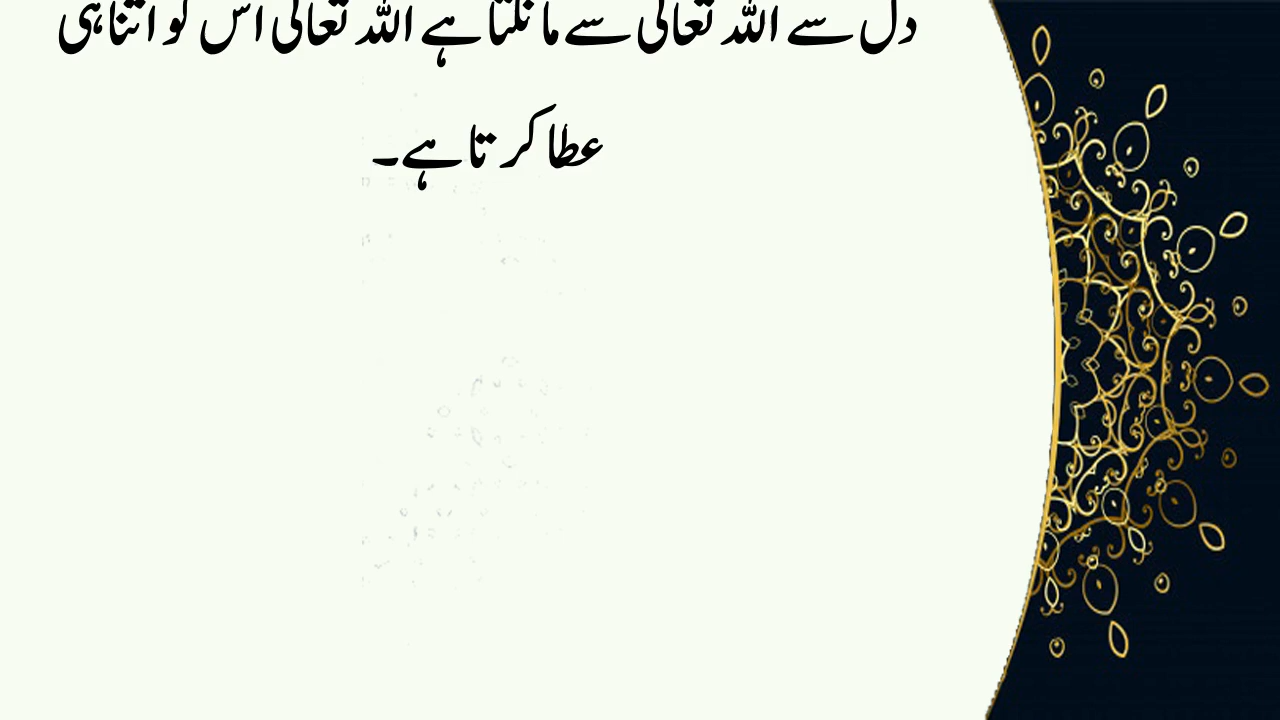 دل سے اللہ تعالی سے مانگتا ہے اللہ تعالی اس کو اتنا ہی
عطا کرتا ہے۔